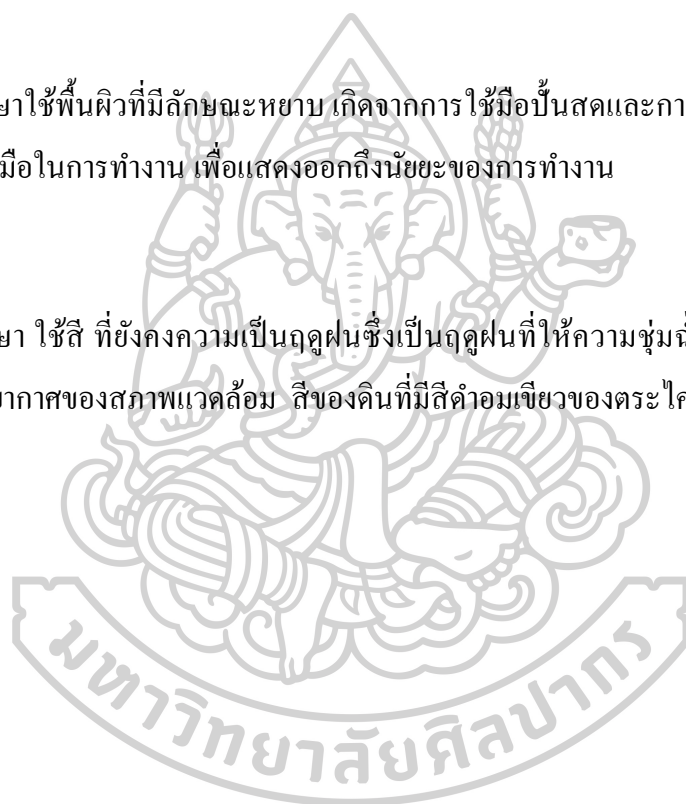 ษาใช้พื้นผิวที่มีลักษณะหยาบ เกิดจากการใช้มือปั้นสดและกา
มือในการทำงาน เพื่อแสดงออกถึงนัยยะของการทำงาน
ษา ใช้สี ที่ยังคงความเป็นฤดูฝนซึ่งเป็นฤดูฝนที่ให้ความชุ่มฉ่
ยากาศของสภาพแวดล้อม สีของดินที่มีสีดำอมเขียวของตระไค
มหาวิทยาลัยศิลปากร